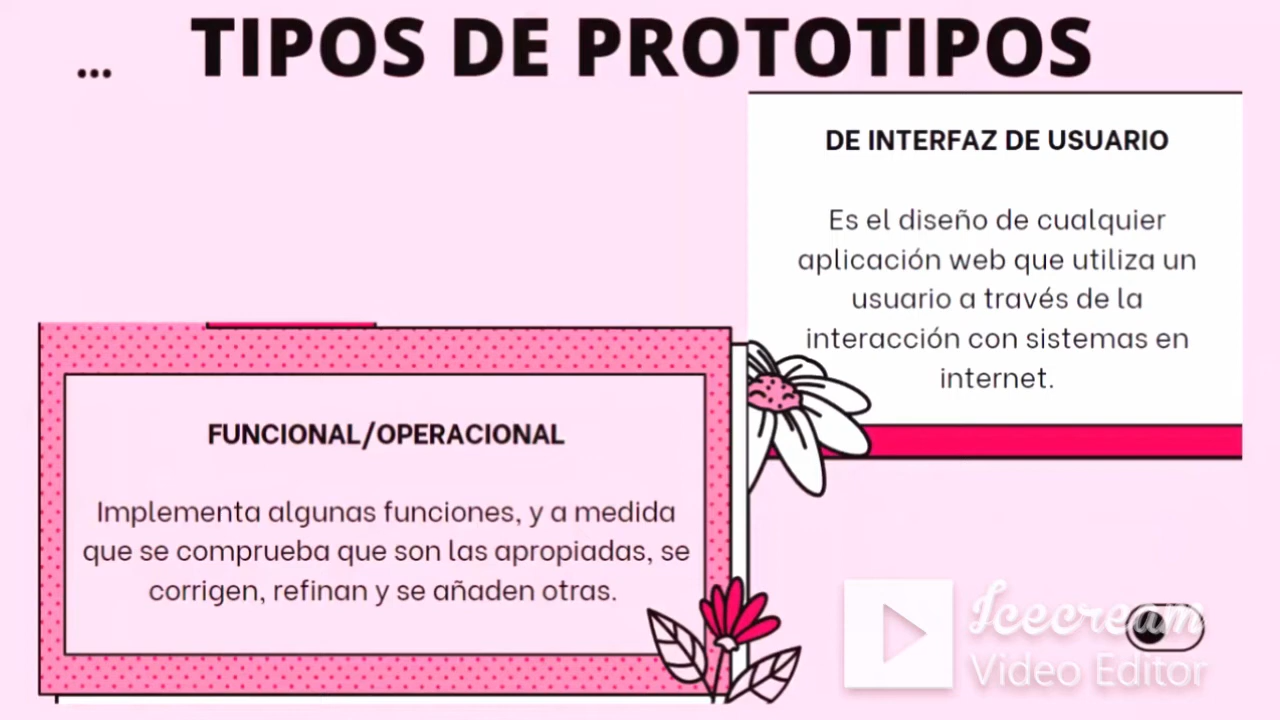 ... TIPOS DE PROTOTIPOS
DE INTERFAZ DE USUARIO
Es el diseño de cualquier
aplicación web que utiliza un
usuario a través de la
interacción con sistemas en
internet.
FUNCIONAL/OPERACIONAL
Implementa algunas funciones, y a medida
que se comprueba que son las apropiadas, se
corrigen, refinan y se añaden otras.
Icecream
Video Editor